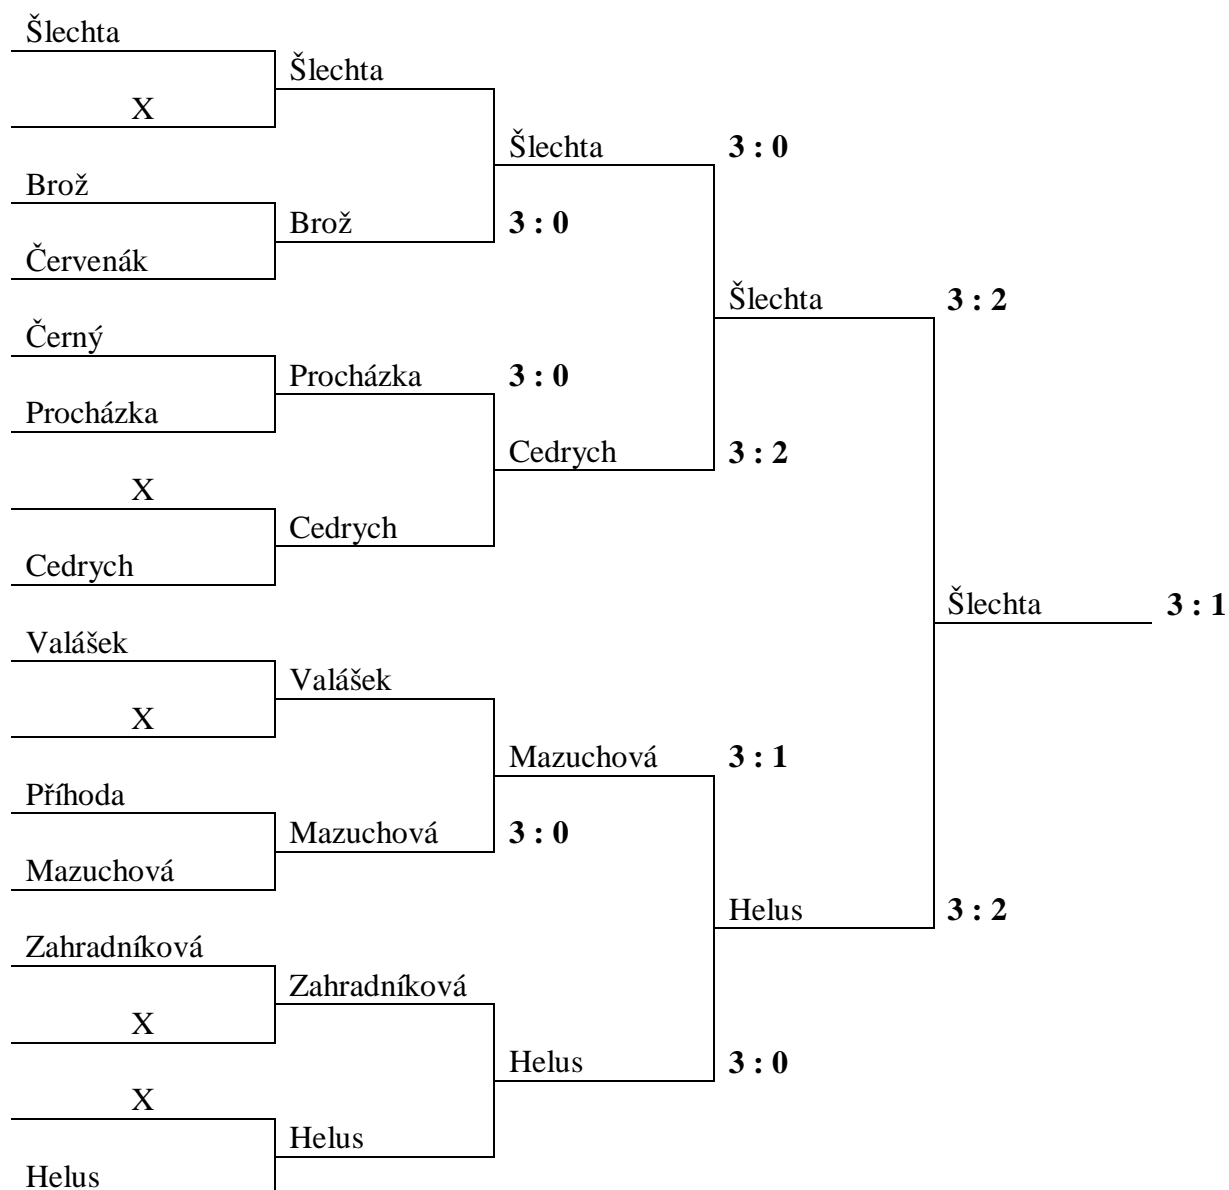 Šlechta
Šlechta
X
Šlechta 3 : 0
Brož
Brož 3 : 0
Červenák
Šlechta 3 : 2
Černý
Procházka 3 : 0
Procházka
Cedrych 3 : 2
X
Cedrych
Cedrych
Šlechta 3 : 1
Valášek
Valášek
X
Mazuchová 3 : 1
Příhoda
Mazuchová 3 : 0
Mazuchová
Helus 3 : 2
Zahradníková
Zahradníková
X
Helus 3 : 0
X
Helus
Helus